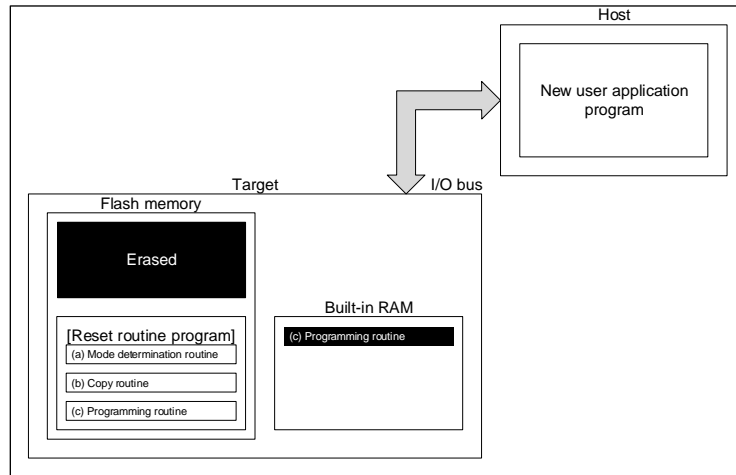 Host
New user application
program
Target
I/O bus
Flash memory
Erased
Built-in RAM
[Reset routine program]
(a) Mode determination routine
(b) Copy routine
(c) Programming routine
(c) Programming routine